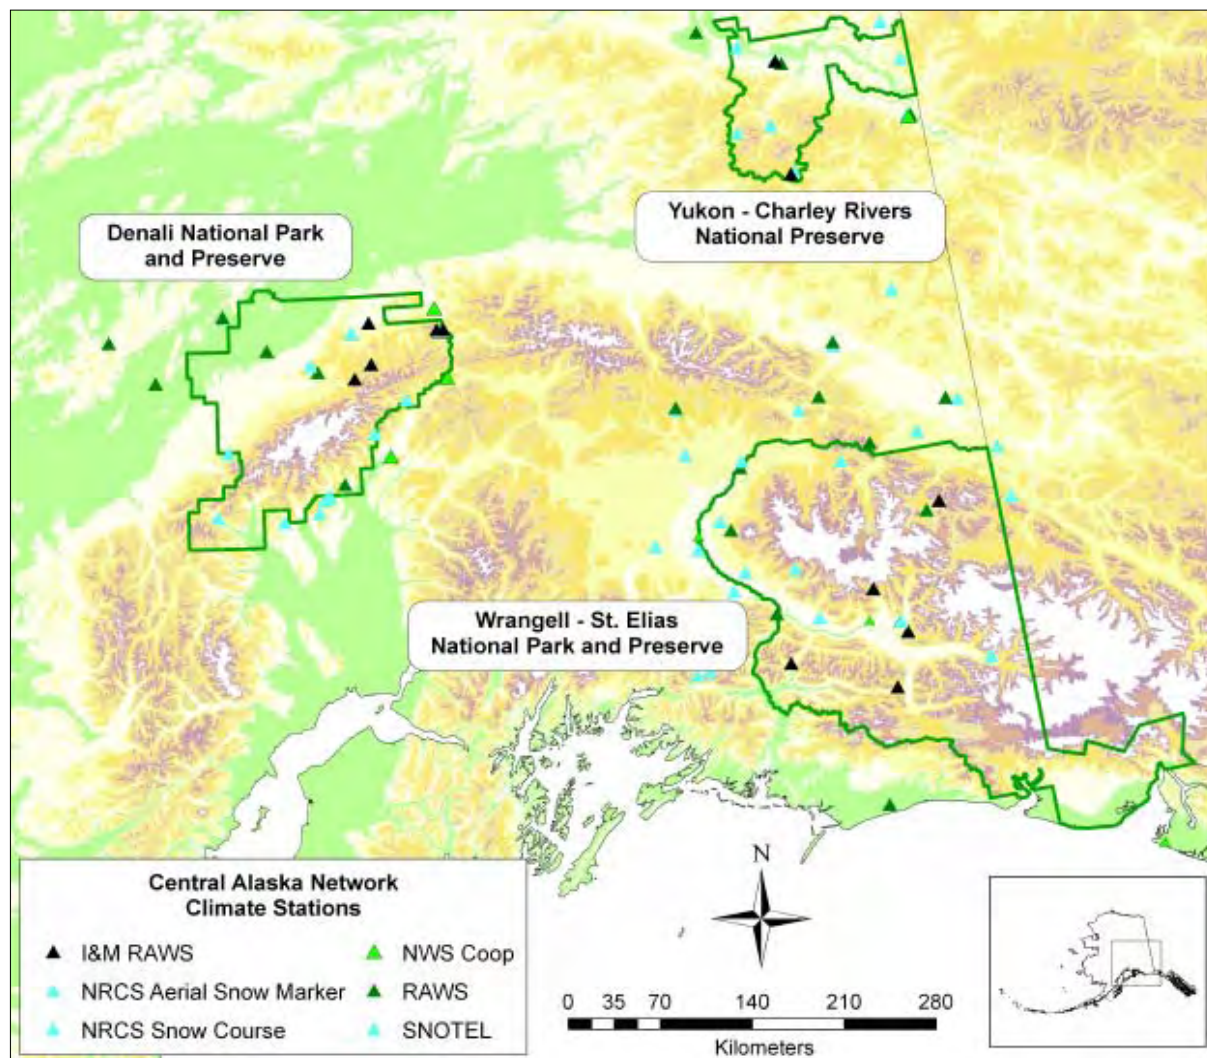 Yukon - Charley Rivers
National Preserve
Denali National Park
and Preserve
Wrangell - St. Elias
National Park and Preserve
Central Alaska Network
Climate Stations
I&M RAWS
NRCS Aerial Snow Marker
NRCS Snow Course
NWS Coop
RAWS
SNOTEL
N
0 35 70 140 210 280
Kilometers